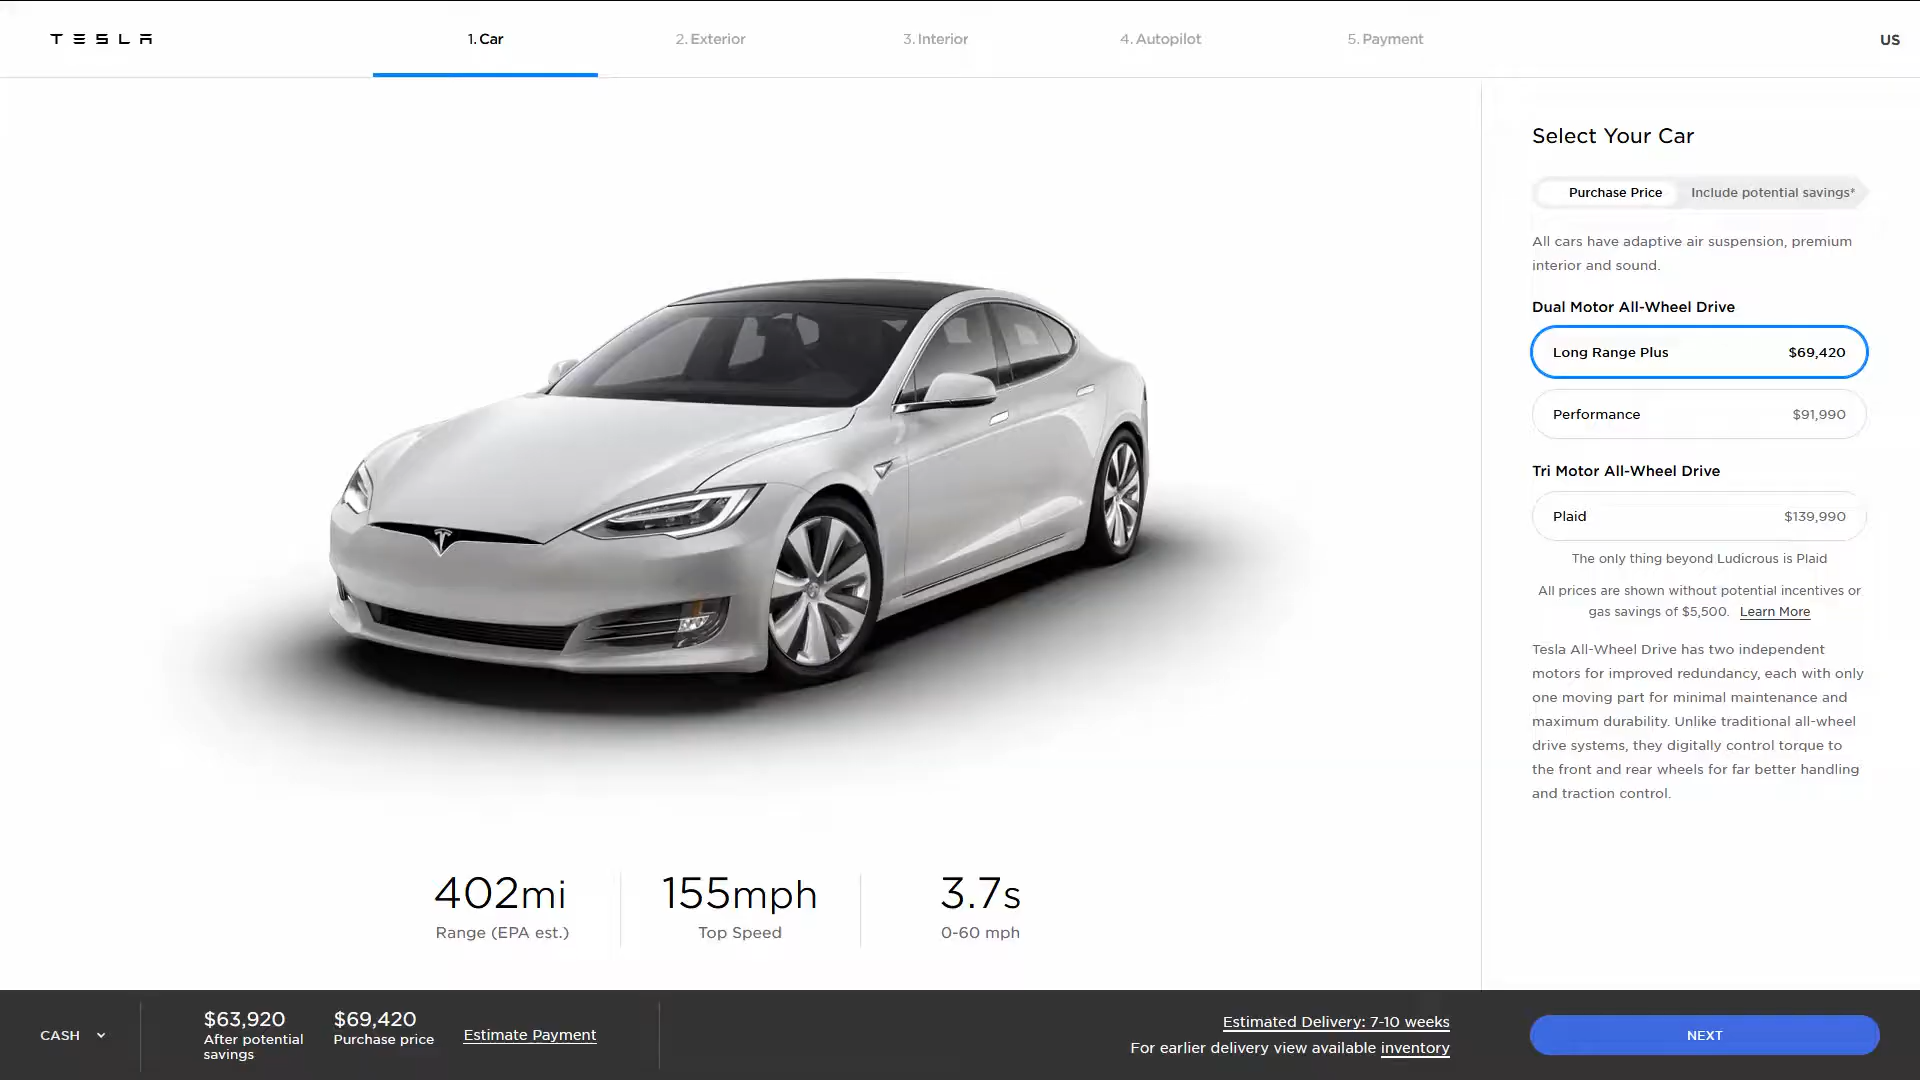 TESLA
1. Car
2. Exterior
3. Interior
4. Autopilot
5. Payment
US
Select Your Car
Purchase Price
Include potential savings*
All cars have adaptive air suspension, premium
interior and sound.
Dual Motor All-Wheel Drive
Long Range Plus $69,420
Performance $91,990
Tri Motor All-Wheel Drive
Plaid $139,990
The only thing beyond Ludicrous is Plaid
All prices are shown without potential incentives or
gas savings of $5,500. Learn More
Tesla All-Wheel Drive has two independent
motors for improved redundancy, each with only
one moving part for minimal maintenance and
maximum durability. Unlike traditional all-wheel
drive systems, they digitally control torque to
the front and rear wheels for far better handling
and traction control.
402mi
Range (EPA est.)
155mph
Top Speed
3.7s
0-60 mph
CASH
$63,920
After potential
savings
$69,420
Purchase price
Estimate Payment
Estimated Delivery: 7-10 weeks
For earlier delivery view available inventory
NEXT